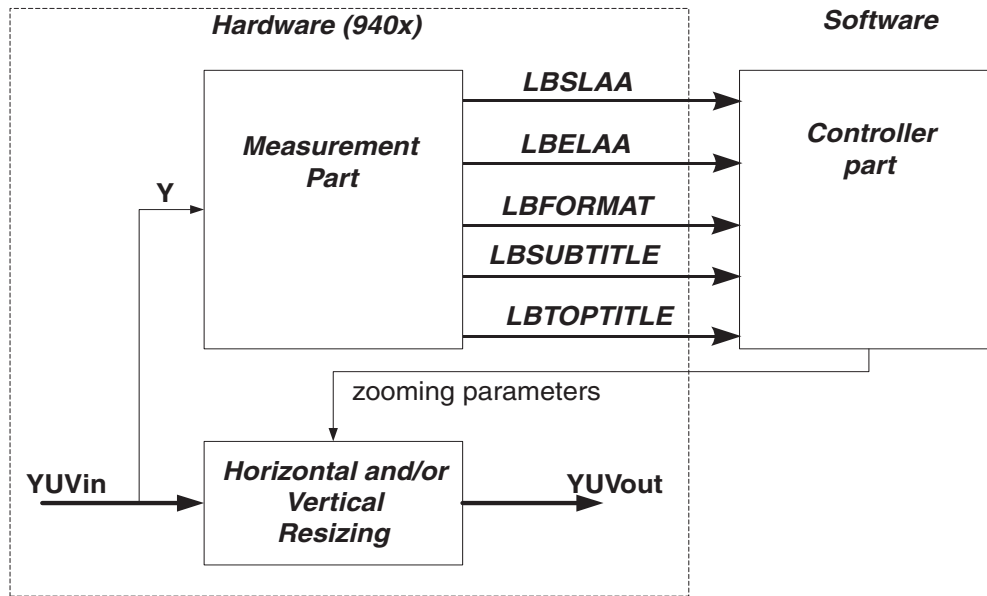 Hardware (940x)
Software
Measurement
Part
LBSLAA
LBELAA
LBFORMAT
LBSUBTITLE
LBTOPTITLE
Controller
part
Y
zooming parameters
YUVin
Horizontal and/or
Vertical
Resizing
YUVout